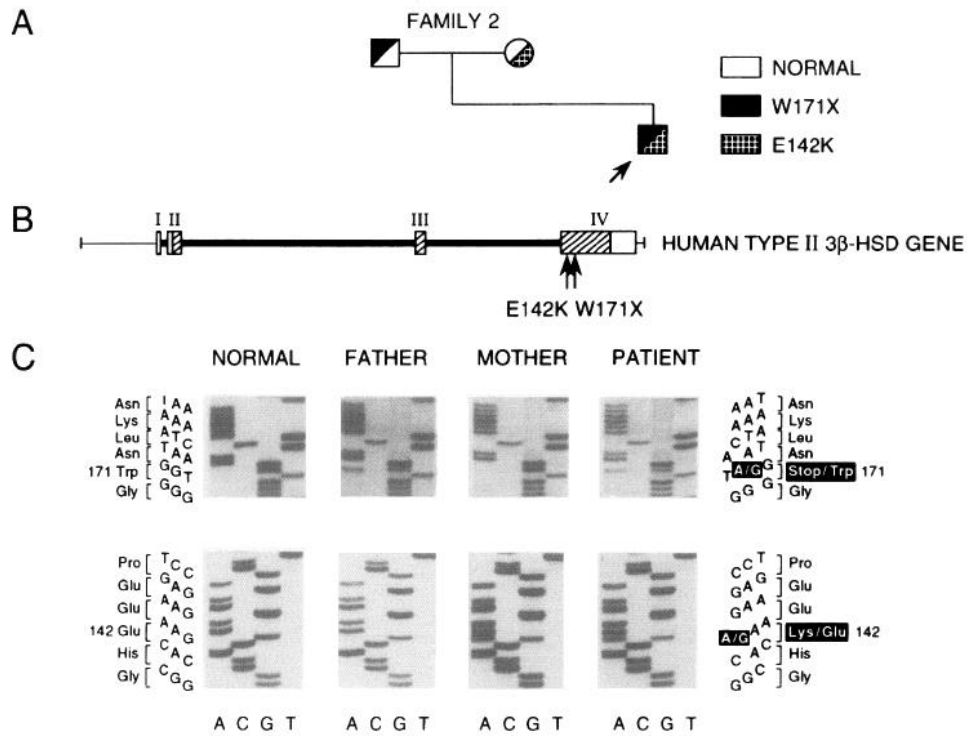 A
FAMILY 2
NORMAL
W171X
E142K
B
I II III IV
HUMAN TYPE II 3β-HSD GENE
E142K W171X
C
NORMAL FATHER MOTHER PATIENT
Asn
Lys
Leu
Asn
171 Trp
Gly
Asn
Lys
Leu
Asn
A/G Stop/Trp 171
Gly
Pro
Glu
Glu
142 Glu
His
Gly
Pro
Glu
Glu
A/G Lys/Glu 142
His
Gly
A C G T A C G T A C G T A C G T